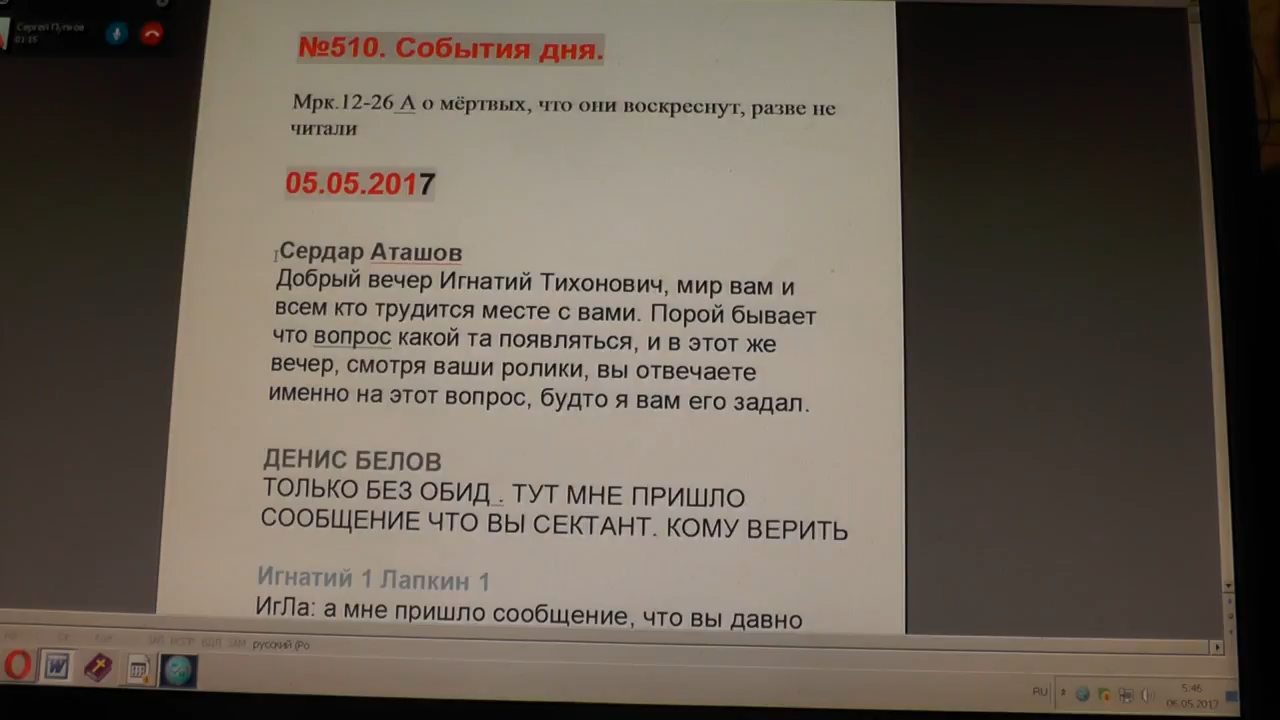 Сергей Пупков
01:15
№510. События дня.
Мрк.12-26 А о мёртвых, что они воскреснут, разве не
читали
05.05.2017
Сердар Аташов
Добрый вечер Игнатий Тихонович, мир вам и
всем кто трудится месте с вами. Порой бывает
что вопрос какой та появляться, и в этот же
вечер, смотря ваши ролики, вы отвечаете
именно на этот вопрос, будто я вам его задал.
ДЕНИС БЕЛОВ
ТОЛЬКО БЕЗ ОБИД . ТУТ МНЕ ПРИШЛО
СООБЩЕНИЕ ЧТО ВЫ СЕКТАНТ. КОМУ ВЕРИТЬ
Игнатий 1 Лапкин 1
ИгЛа: а мне пришло сообщение, что вы давно
русский (Ро
RU
5:46
06.05.2017